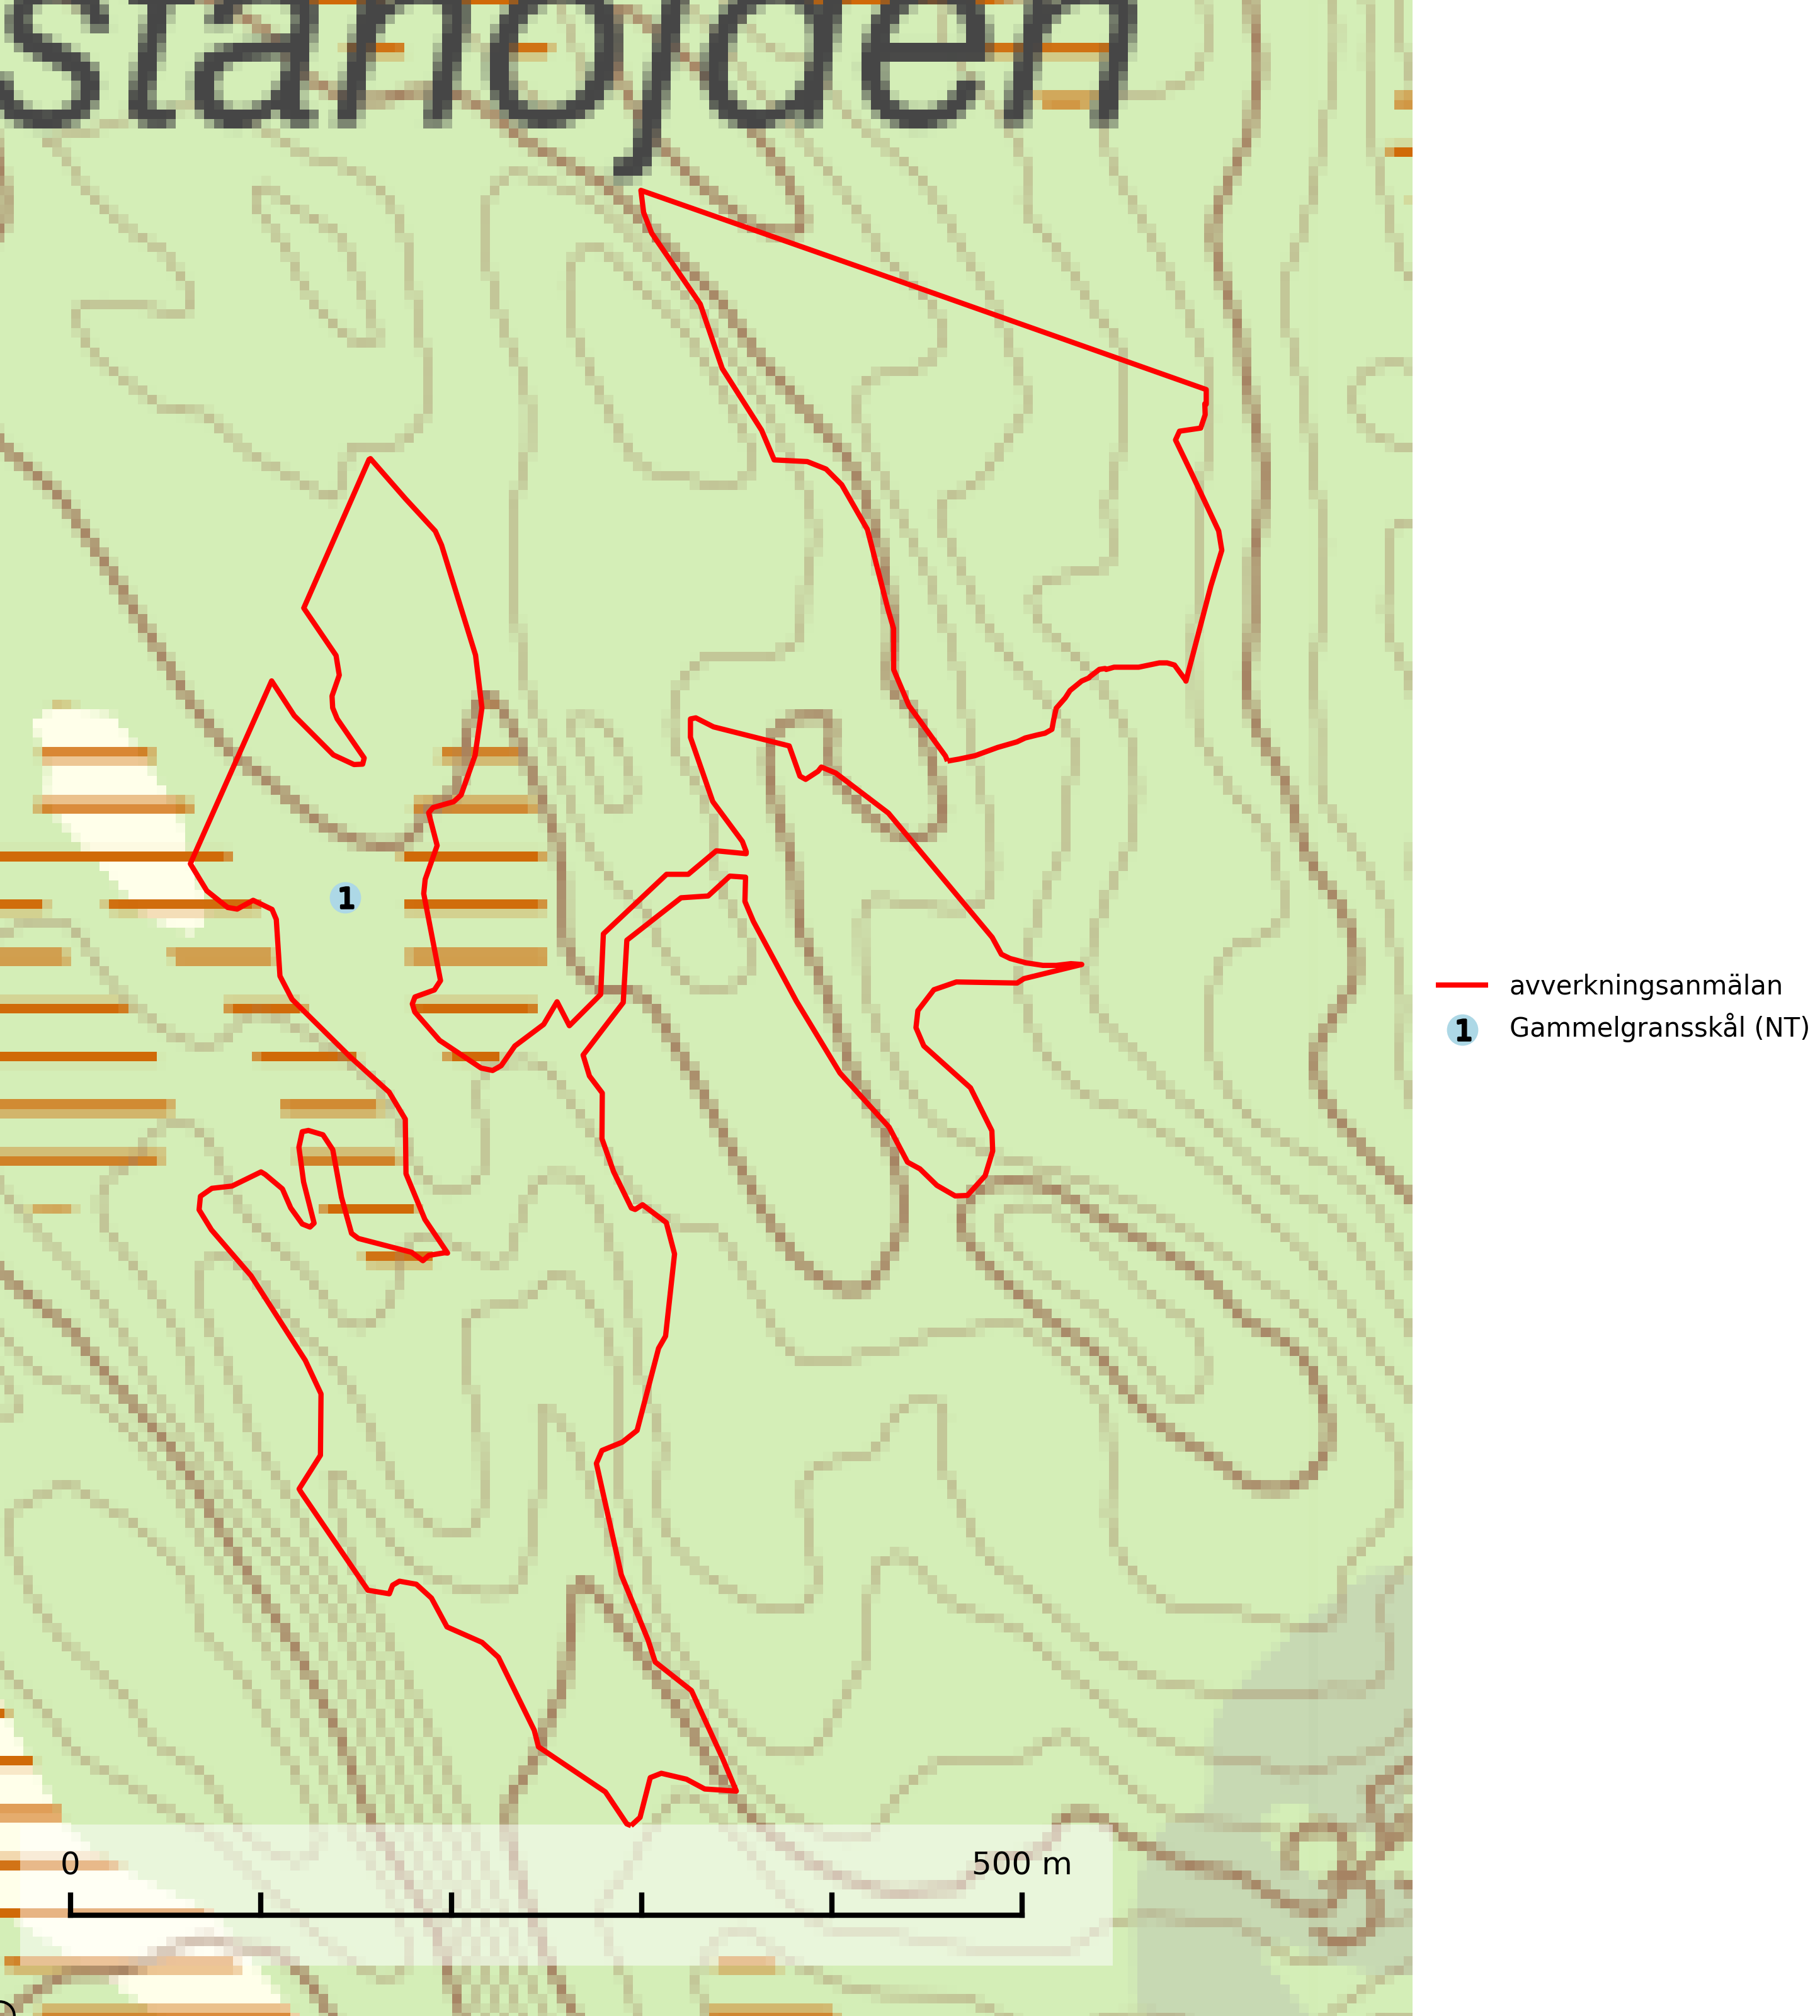 avverkningsanmälan
1
1 Gammelgransskål (NT)
0 500 m